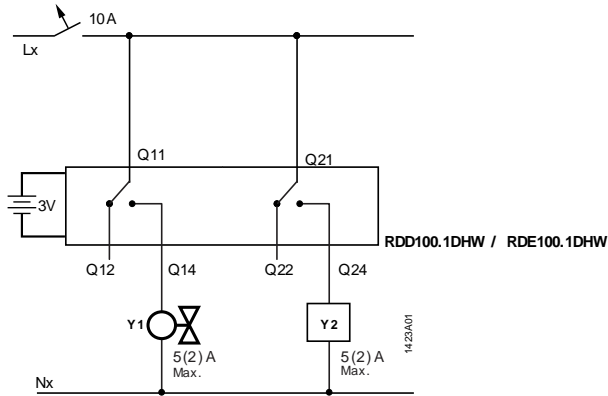 10A
Lx
Q11
Q21
3V
RDD100.1DHW / RDE100.1DHW
Q12
Q14
Q22
Q24
Y1
Y2
5(2) A
Max.
5(2) A
Max.
1423A01
Nx